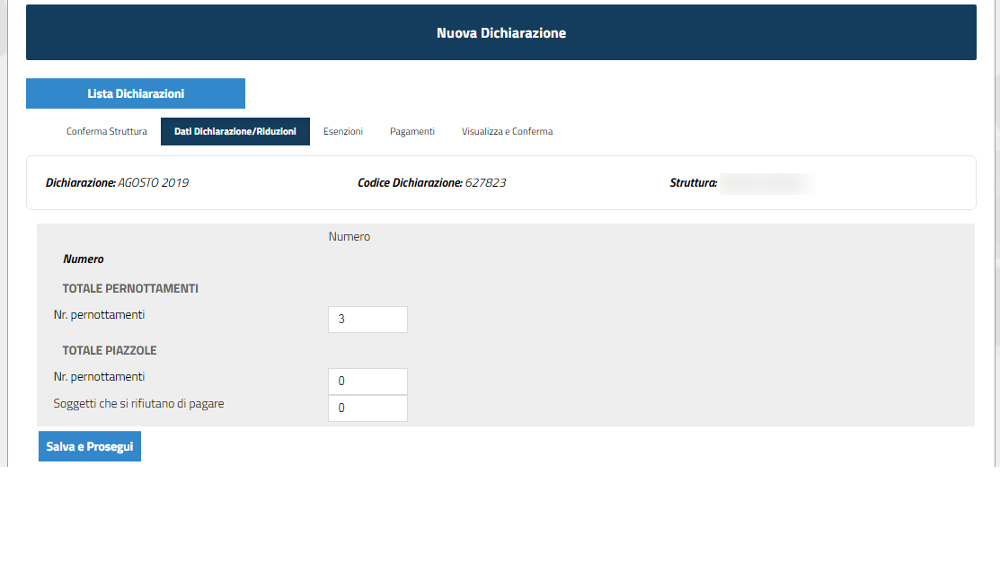 Nuova Dichiarazione
Lista Dichiarazioni
Conferma Struttura Dati Dichiarazione/Riduzioni Esenzioni Pagamenti Visualizza e Conferma
Dichiarazione: AGOSTO 2019 Codice Dichiarazione: 627823 Struttura:
Numero
Numero
TOTALE PERNOTTAMENTI
Nr. pernottamenti 3
TOTALE PIAZZOLE
Nr. pernottamenti 0
Soggetti che si rifiutano di pagare 0
Salva e Prosegui